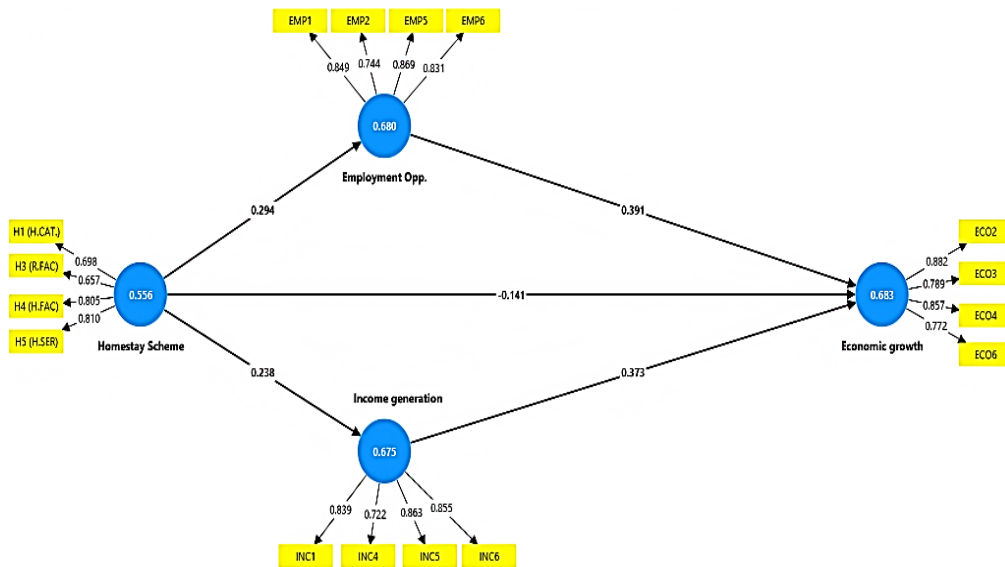 EMP1 EMP2 EMP5 EMP6
0.849 0.744 0.869 0.831
0.680
Employment Opp.
0.294
0.391
H1 (H.CAT.)
H3 (R.FAC)
H4 (H.FAC)
H5 (H.SER)
0.698
0.657
0.805
0.810
0.556
Homestay Scheme
-0.141
ECO2
ECO3
ECO4
ECO6
0.882
0.789
0.857
0.772
0.683
Economic growth
0.238
0.373
Income generation
0.675
0.839 0.722 0.863 0.855
INC1 INC4 INC5 INC6